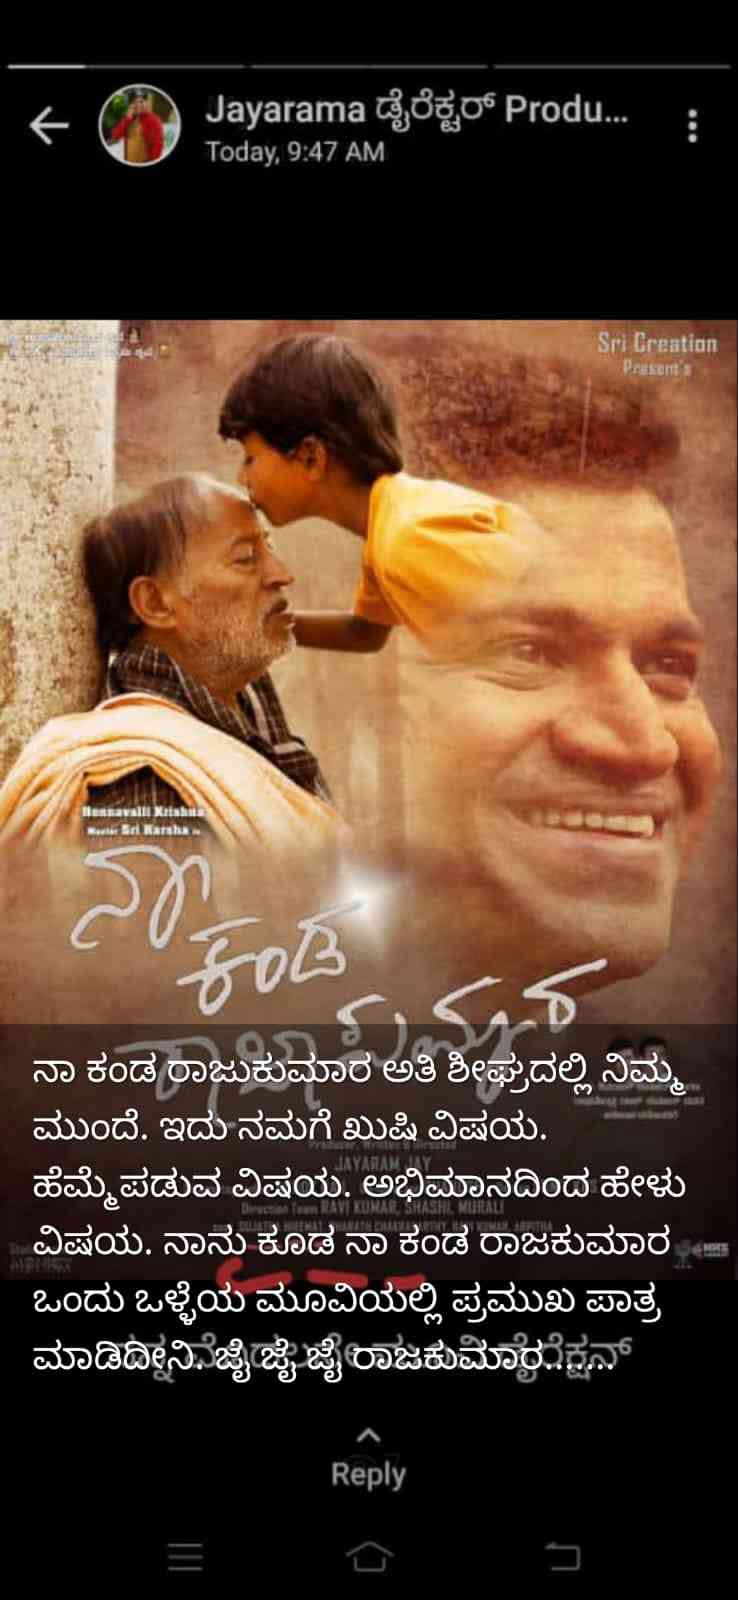 Jayarama ಡೈರೆಕ್ಟರ್ Produ...
Today, 9:47 AM
Sri Creation
Present's
Honnavalli Krishna
Master Sri Harsha in
ನಾ
ಕಂಡ
ರಾಜಕುಮಾರ
ನಾ ಕಂಡ ರಾಜುಕುಮಾರ ಅತಿ ಶೀಘ್ರದಲ್ಲಿ ನಿಮ್ಮ
ಮುಂದೆ. ಇದು ನಮಗೆ ಖುಷಿ ವಿಷಯ.
JAYARAM JAY
ಹೆಮ್ಮೆಪಡುವ ವಿಷಯ. ಅಭಿಮಾನದಿಂದ ಹೇಳು
Direction Team RAVI KUMAR, SHASHI, MURALI
ವಿಷಯ. ನಾನು ಕೂಡ ನಾ ಕಂಡ ರಾಜಕುಮಾರ
ಒಂದು ಒಳ್ಳೆಯ ಮೂವಿಯಲ್ಲಿ ಪ್ರಮುಖ ಪಾತ್ರ
ಮಾಡಿದೀನಿ. ಜೈ ಜೈ ಜೈ ರಾಜಕುಮಾರ.......
Reply